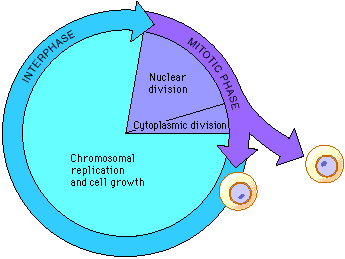 INTERPHASE
MITOTIC PHASE
Nuclear
division
Cytoplasmic division
Chromosomal
replication
and cell growth